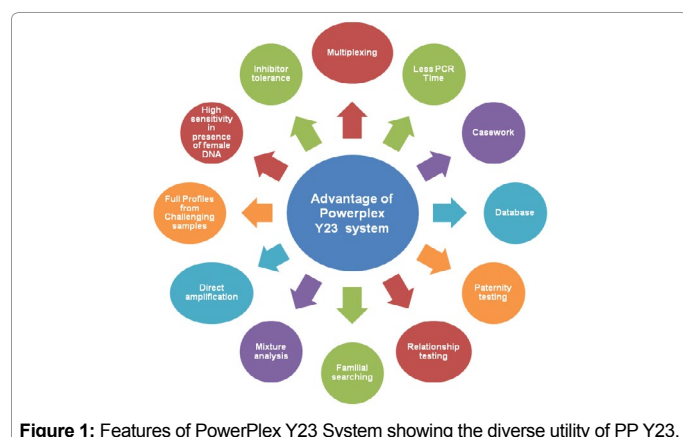 Multiplexing
Less PCR
TIme
Casework
Database
Paternity
testing
Relationship
testing
Familial
searching
Mixture
analysis
Direct
amplification
Full Profiles
from
Challenging
samples
High
sensitivity
in
presence
of female
DNA
Inhibitor
tolerance
Advantage of
Powerplex
Y23 system
Figure 1: Features of PowerPlex Y23 System showing the diverse utility of PP Y23.